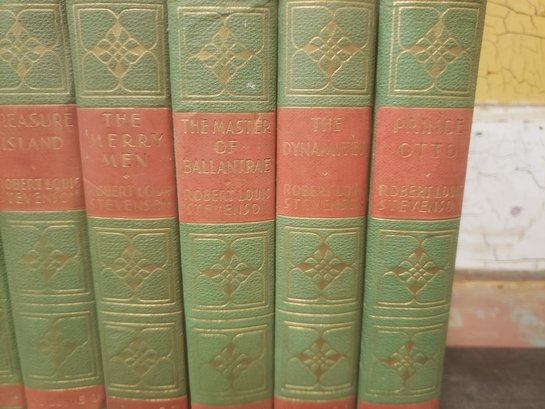 REASURE
ISLAND
ROBERT LOUIS
STEVENSON
THE
MERRY
MEN
ROBERT LOUIS
STEVENSON
THE MASTER
OF
BALLANTRAE
ROBERT LOUIS
STEVENSON
THE
DYNAMITER
ROBERT LOUIS
STEVENSON
PRINCE
OTTO
ROBERT LOUIS
STEVENSON